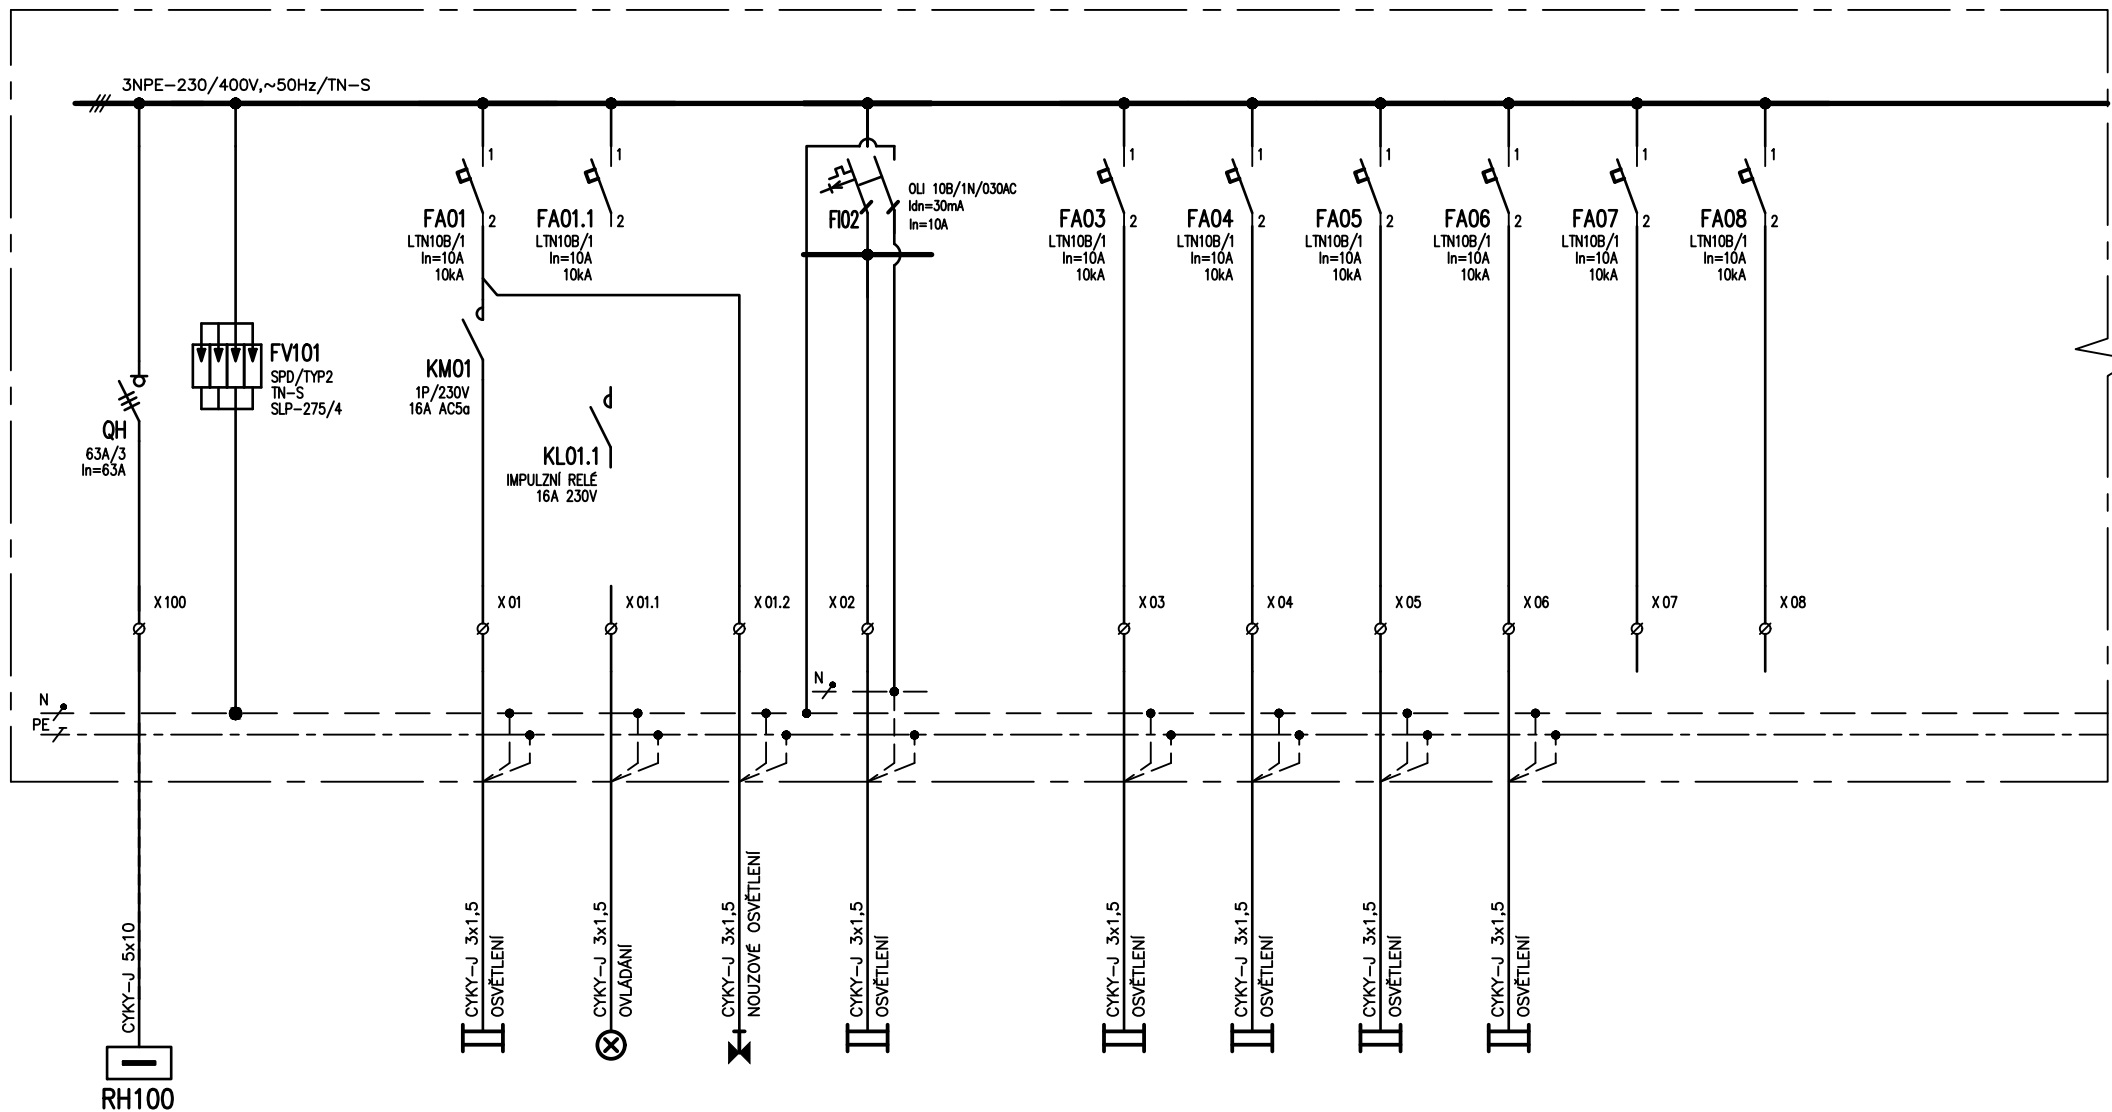 3NPE-230/400V,~50Hz/TN-S
1
FA01
2
LTN10B/1
In=10A
10kA
1
FA01.1
2
LTN10B/1
In=10A
10kA
FI02
OLI 10B/1N/030AC
Idn=30mA
In=10A
1
FA03
2
LTN10B/1
In=10A
10kA
1
FA04
2
LTN10B/1
In=10A
10kA
1
FA05
2
LTN10B/1
In=10A
10kA
1
FA06
2
LTN10B/1
In=10A
10kA
1
FA07
2
LTN10B/1
In=10A
10kA
1
FA08
2
LTN10B/1
In=10A
10kA
FV101
SPD/TYP2
TN-S
SLP-275/4
KM01
1P/230V
16A AC5a
QH
63A/3
In=63A
KL01.1
IMPULZNÍ RELÉ
16A 230V
X100
X01
X01.1
X01.2
X02
X03
X04
X05
X06
X07
X08
N
N
PE
CYKY-J 5x10
CYKY-J 3x1,5
OSVĚTLENÍ
CYKY-J 3x1,5
OVLÁDÁNÍ
CYKY-J 3x1,5
NOUZOVÉ OSVĚTLENÍ
CYKY-J 3x1,5
OSVĚTLENÍ
CYKY-J 3x1,5
OSVĚTLENÍ
CYKY-J 3x1,5
OSVĚTLENÍ
CYKY-J 3x1,5
OSVĚTLENÍ
CYKY-J 3x1,5
OSVĚTLENÍ
RH100